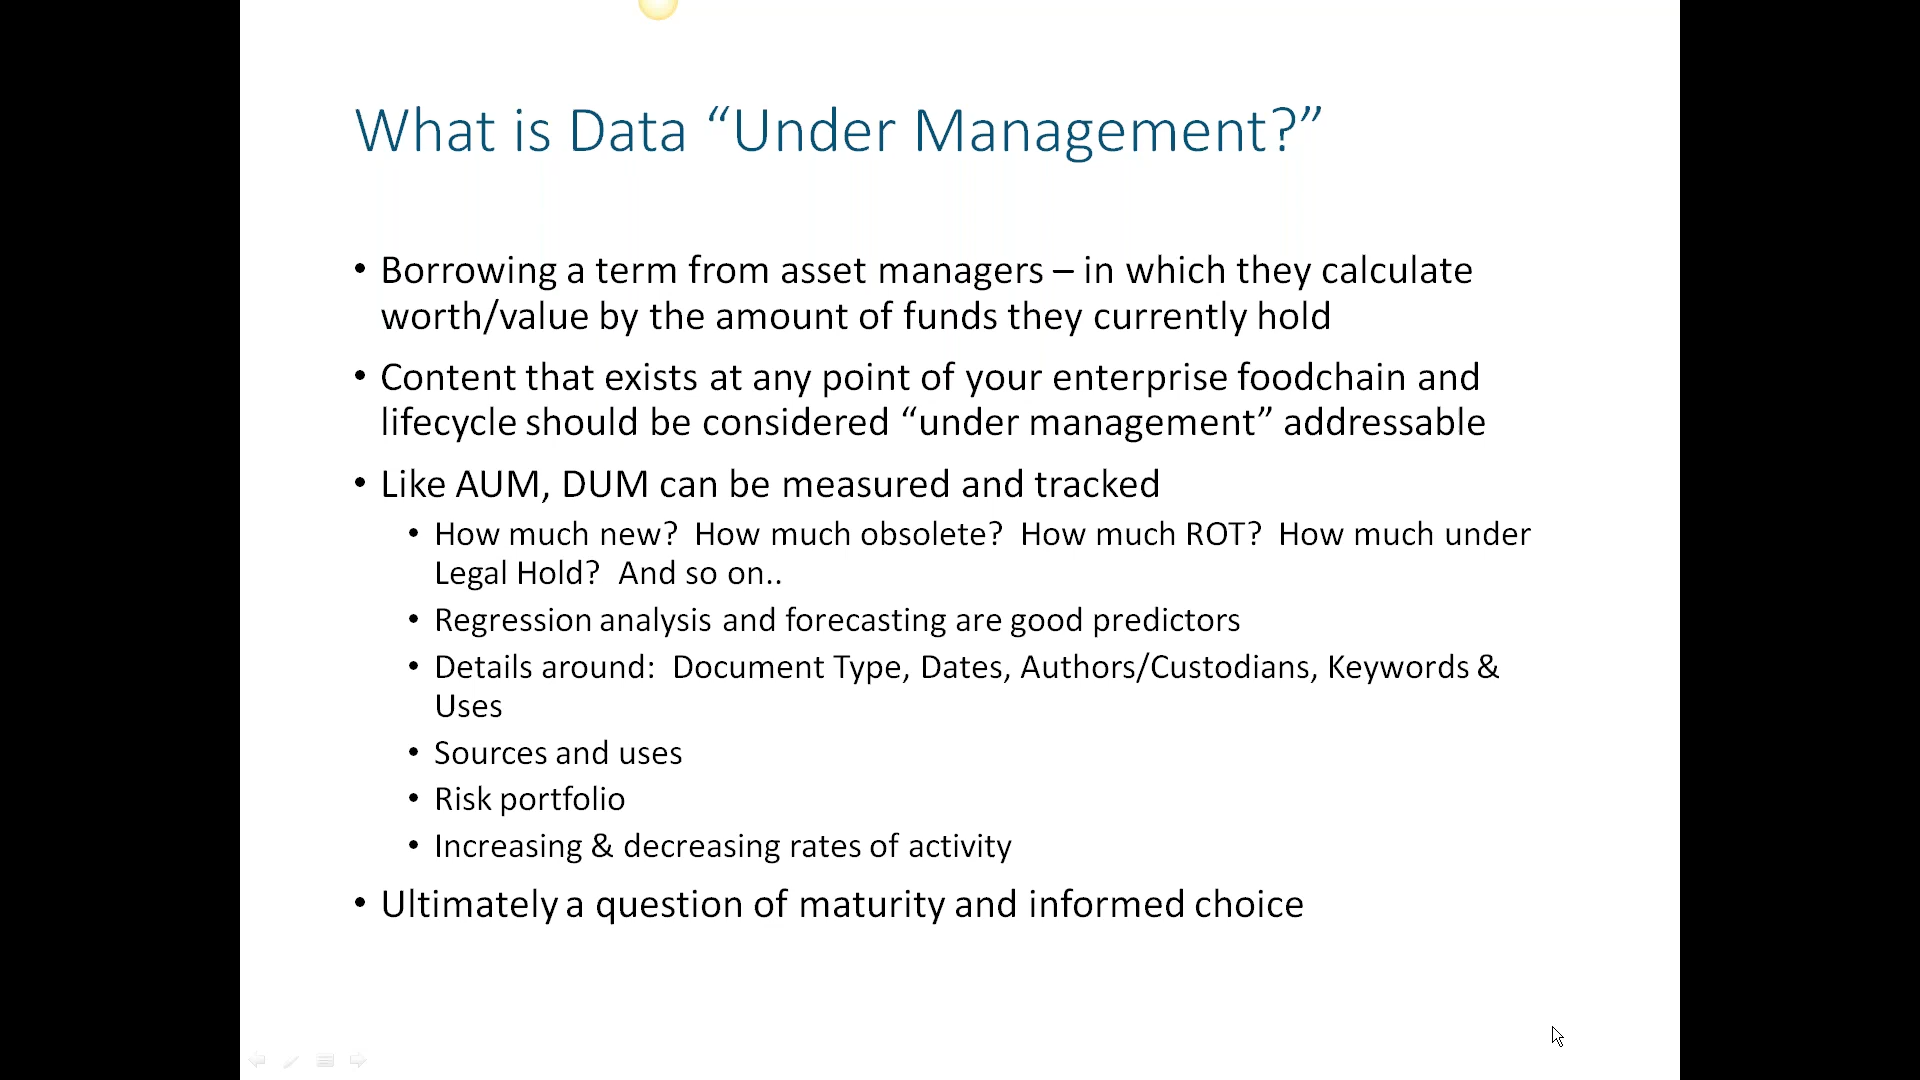 What is Data “Under Management?”
• Borrowing a term from asset managers – in which they calculate
worth/value by the amount of funds they currently hold
• Content that exists at any point of your enterprise foodchain and
lifecycle should be considered “under management” addressable
• Like AUM, DUM can be measured and tracked
• How much new?  How much obsolete?  How much ROT?  How much under
Legal Hold?  And so on..
• Regression analysis and forecasting are good predictors
• Details around:  Document Type, Dates, Authors/Custodians, Keywords &
Uses
• Sources and uses
• Risk portfolio
• Increasing & decreasing rates of activity
• Ultimately a question of maturity and informed choice